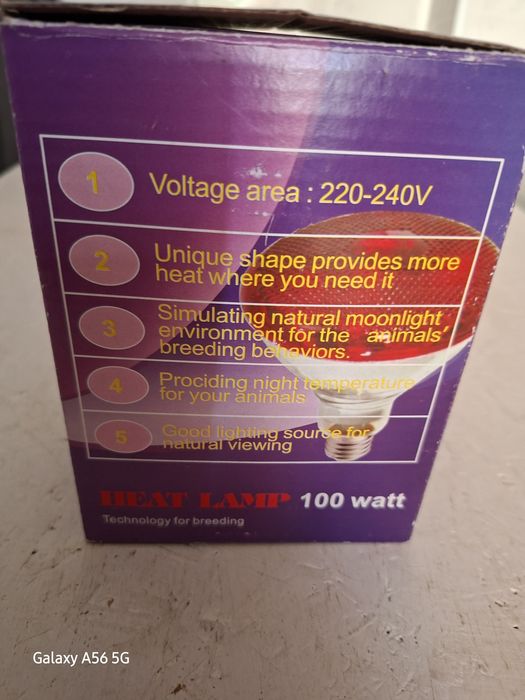 1 Voltage area : 220-240V
2 Unique shape provides more
heat where you need it
3 Simulating natural moonlight
environment for the "animals'
breeding behaviors.
4 Prociding night temperature
for your animals
5 Good lighting source for
natural viewing
HEAT LAMP 100 watt
Technology for breeding
Galaxy A56 5G